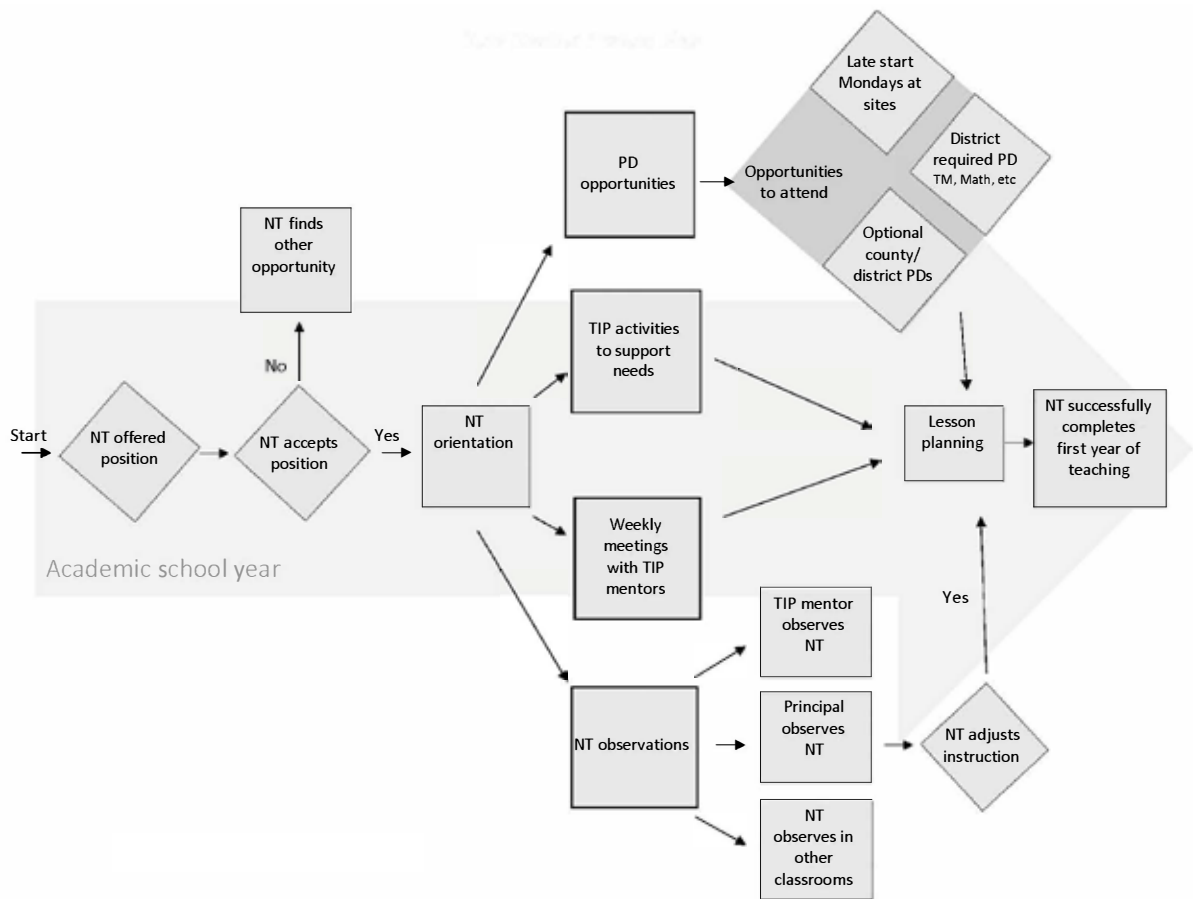 Late start
Mondays at
sites
District
required PD
TM, Math, etc
PD
opportunities
Opportunities
to attend
Optional
county/
district PDs
NT finds
other
opportunity
No
TIP activities
to support
needs
Start
NT offered
position
NT accepts
position
Yes
NT
orientation
Lesson
planning
NT successfully
completes
first year of
teaching
Weekly
meetings
with TIP
mentors
Academic school year
TIP mentor
observes
NT
Yes
NT observations
Principal
observes
NT
NT adjusts
instruction
NT
observes in
other
classrooms